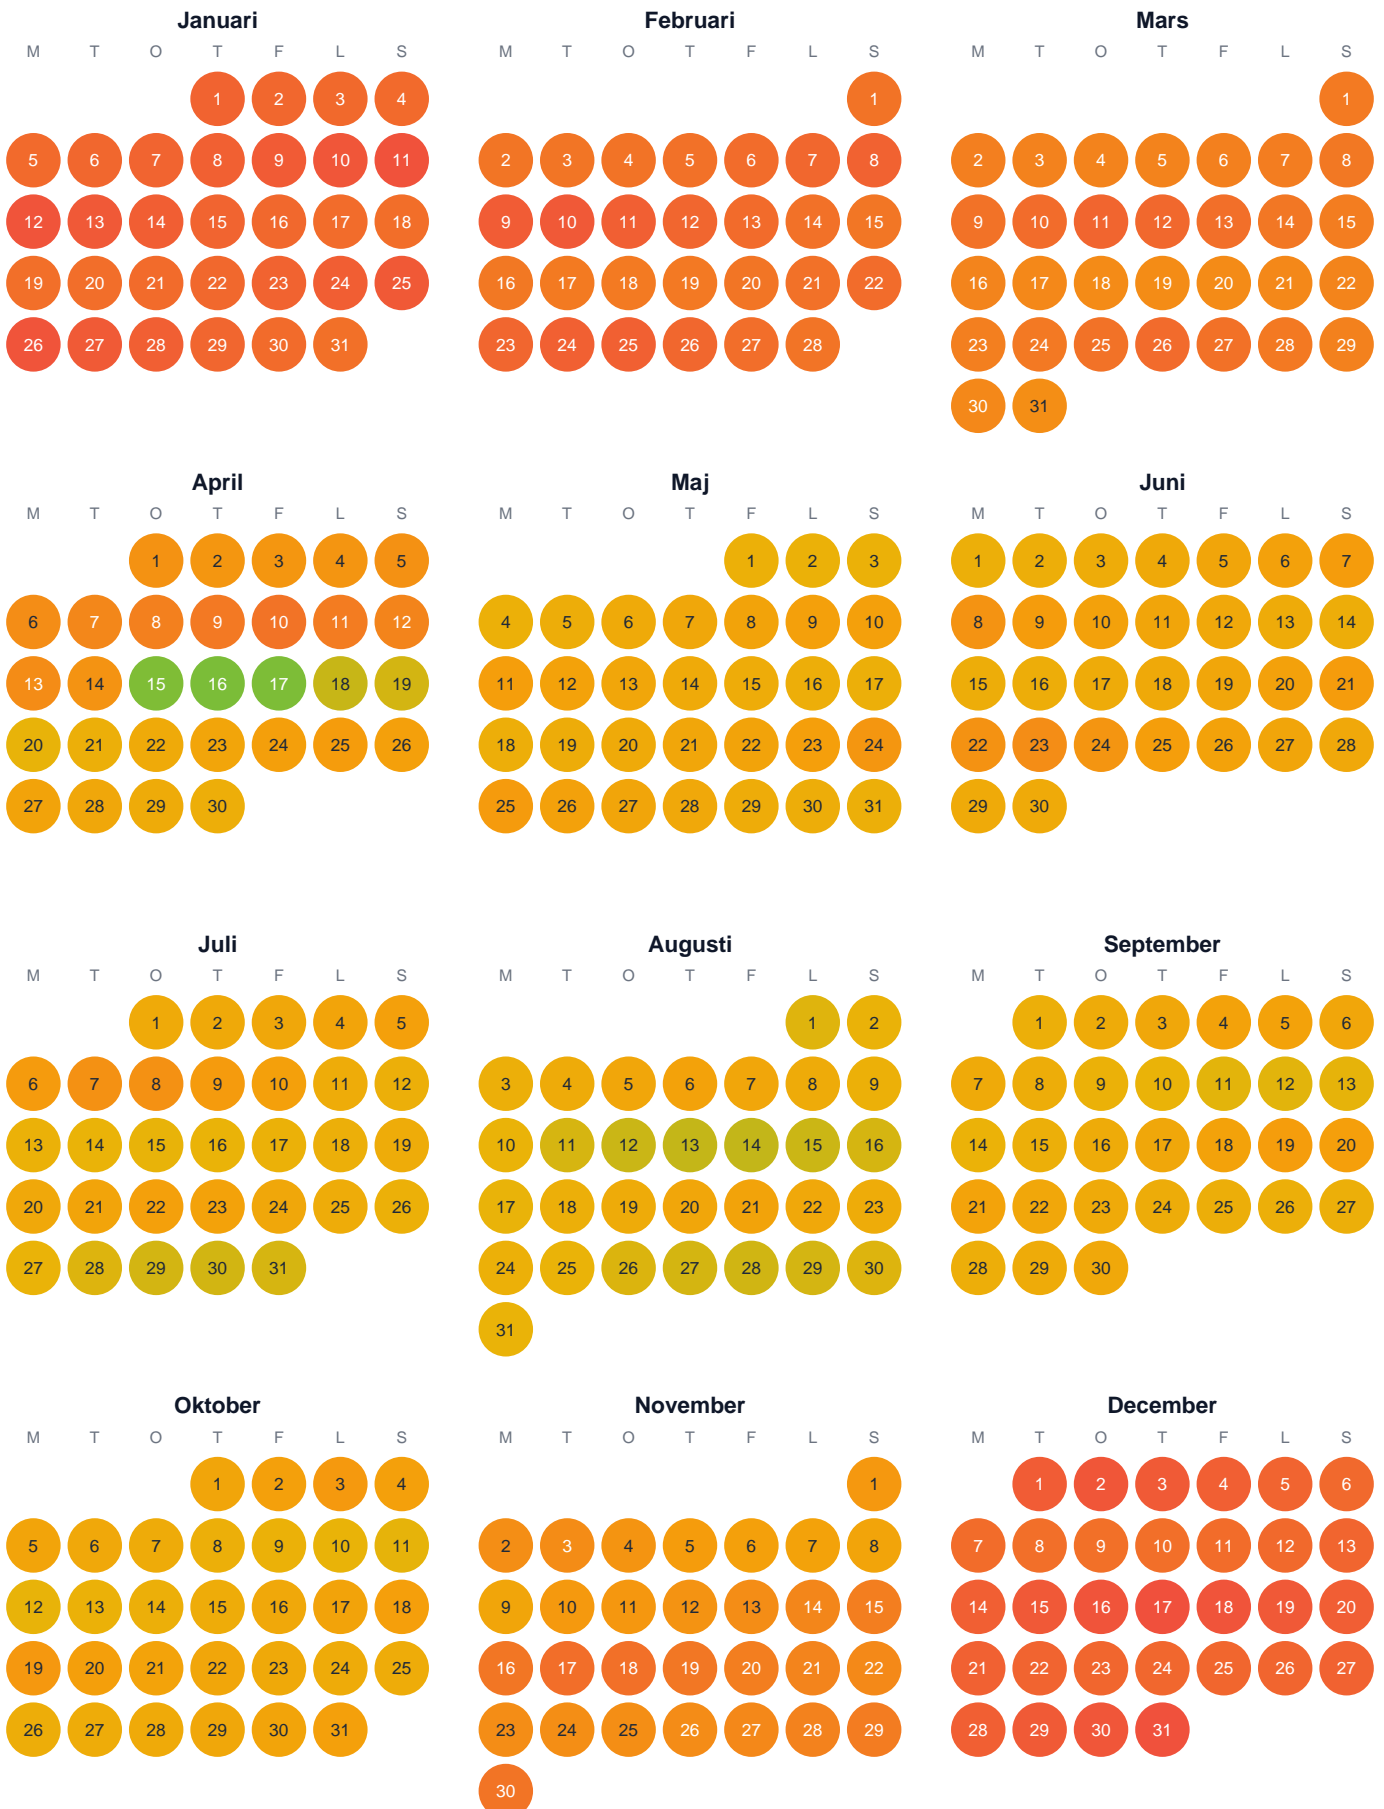 Januari Februari Mars
M T O T F L S M T O T F L S M T O T F L S
1 2 3 4 1 1
5 6 7 8 9 10 11 2 3 4 5 6 7 8 2 3 4 5 6 7 8
12 13 14 15 16 17 18 9 10 11 12 13 14 15 9 10 11 12 13 14 15
19 20 21 22 23 24 25 16 17 18 19 20 21 22 16 17 18 19 20 21 22
26 27 28 29 30 31 23 24 25 26 27 28 23 24 25 26 27 28 29
30 31
April Maj Juni
M T O T F L S M T O T F L S M T O T F L S
1 2 3 4 5 1 2 3 1 2 3 4 5 6 7
6 7 8 9 10 11 12 4 5 6 7 8 9 10 8 9 10 11 12 13 14
13 14 15 16 17 18 19 11 12 13 14 15 16 17 15 16 17 18 19 20 21
20 21 22 23 24 25 26 18 19 20 21 22 23 24 22 23 24 25 26 27 28
27 28 29 30 25 26 27 28 29 30 31 29 30
Juli Augusti September
M T O T F L S M T O T F L S M T O T F L S
1 2 3 4 5 1 2 1 2 3 4 5 6
6 7 8 9 10 11 12 3 4 5 6 7 8 9 7 8 9 10 11 12 13
13 14 15 16 17 18 19 10 11 12 13 14 15 16 14 15 16 17 18 19 20
20 21 22 23 24 25 26 17 18 19 20 21 22 23 21 22 23 24 25 26 27
27 28 29 30 31 24 25 26 27 28 29 30 28 29 30
31
Oktober November December
M T O T F L S M T O T F L S M T O T F L S
1 2 3 4 1 1 2 3 4 5 6
5 6 7 8 9 10 11 2 3 4 5 6 7 8 7 8 9 10 11 12 13
12 13 14 15 16 17 18 9 10 11 12 13 14 15 14 15 16 17 18 19 20
19 20 21 22 23 24 25 16 17 18 19 20 21 22 21 22 23 24 25 26 27
26 27 28 29 30 31 23 24 25 26 27 28 29 28 29 30 31
30